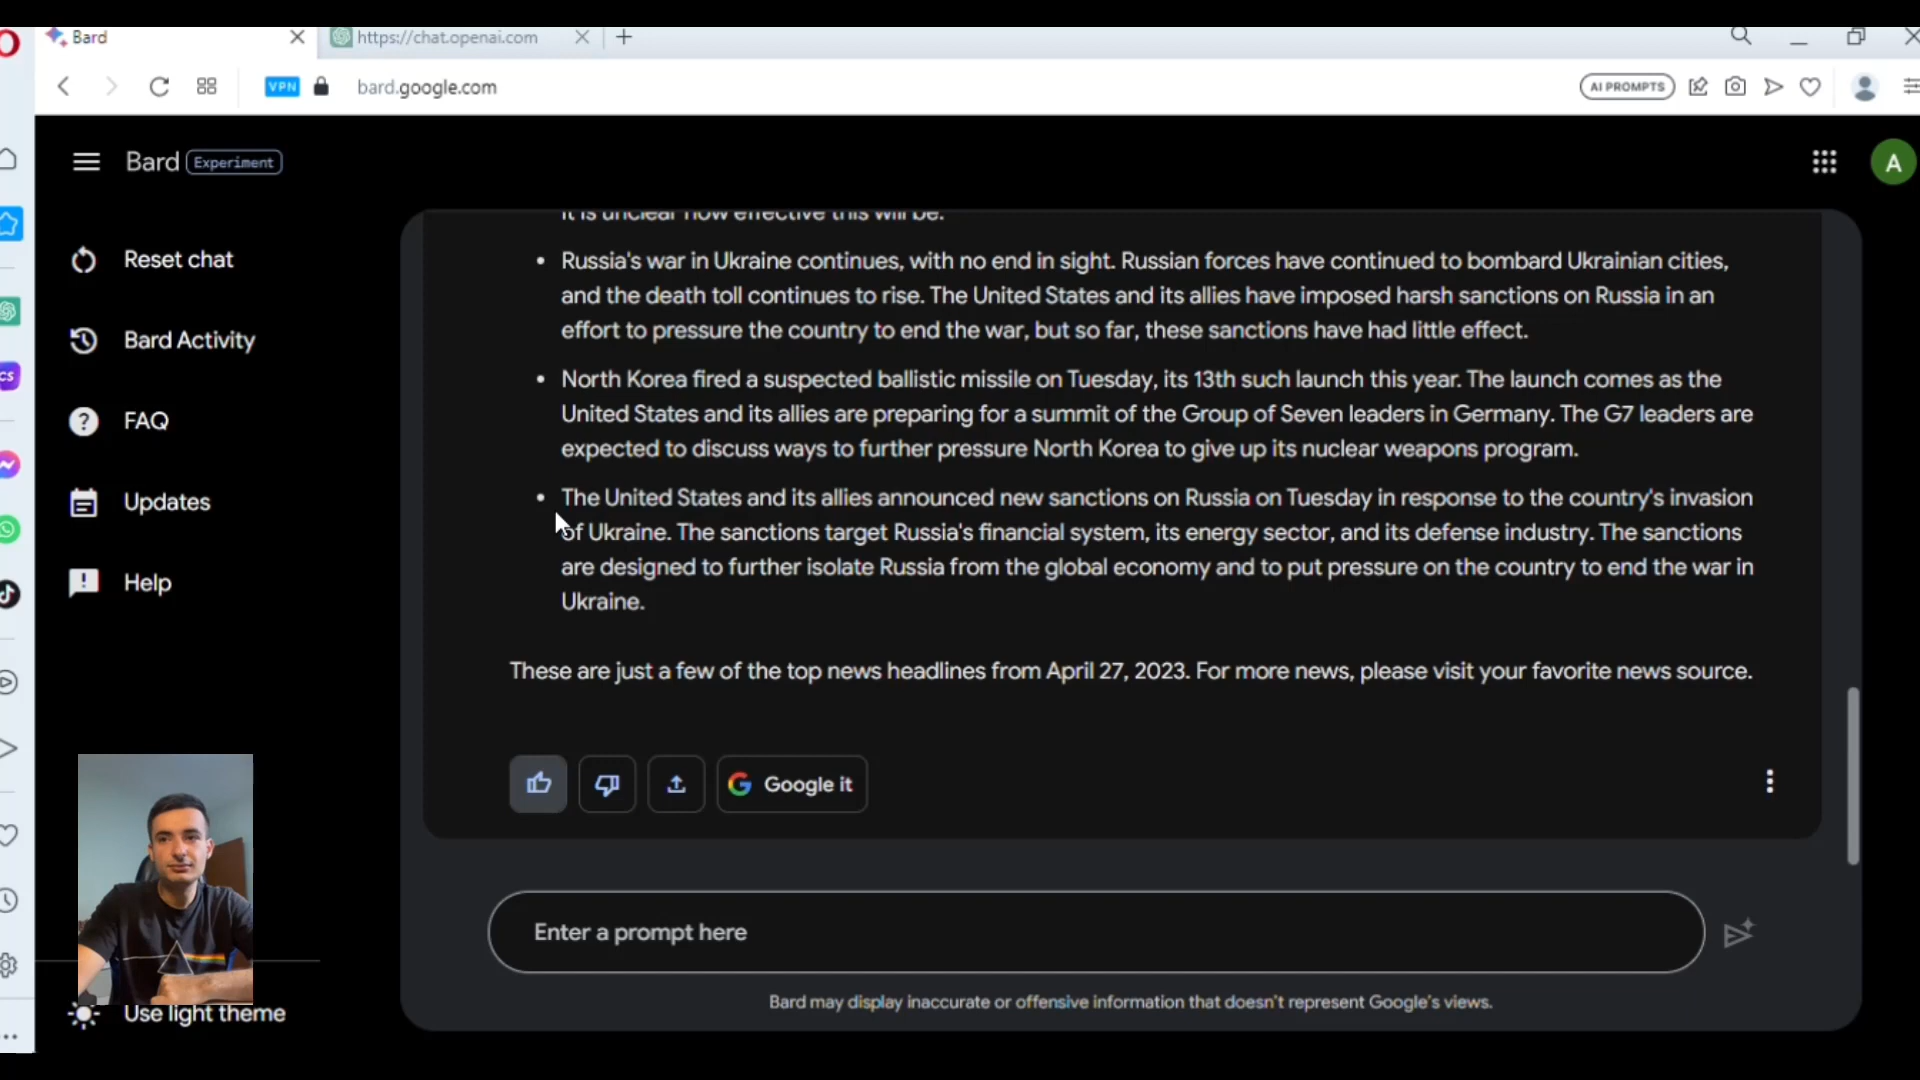 Bard
https://chat.openai.com
VPN
bard.google.com
AI PROMPTS
Bard Experiment
A
Reset chat
Bard Activity
FAQ
Updates
Help
Use light theme
It is unclear how effective this will be.
• Russia's war in Ukraine continues, with no end in sight. Russian forces have continued to bombard Ukrainian cities,
and the death toll continues to rise. The United States and its allies have imposed harsh sanctions on Russia in an
effort to pressure the country to end the war, but so far, these sanctions have had little effect.
• North Korea fired a suspected ballistic missile on Tuesday, its 13th such launch this year. The launch comes as the
United States and its allies are preparing for a summit of the Group of Seven leaders in Germany. The G7 leaders are
expected to discuss ways to further pressure North Korea to give up its nuclear weapons program.
• The United States and its allies announced new sanctions on Russia on Tuesday in response to the country's invasion
of Ukraine. The sanctions target Russia's financial system, its energy sector, and its defense industry. The sanctions
are designed to further isolate Russia from the global economy and to put pressure on the country to end the war in
Ukraine.
These are just a few of the top news headlines from April 27, 2023. For more news, please visit your favorite news source.
Google it
Enter a prompt here
Bard may display inaccurate or offensive information that doesn't represent Google's views.